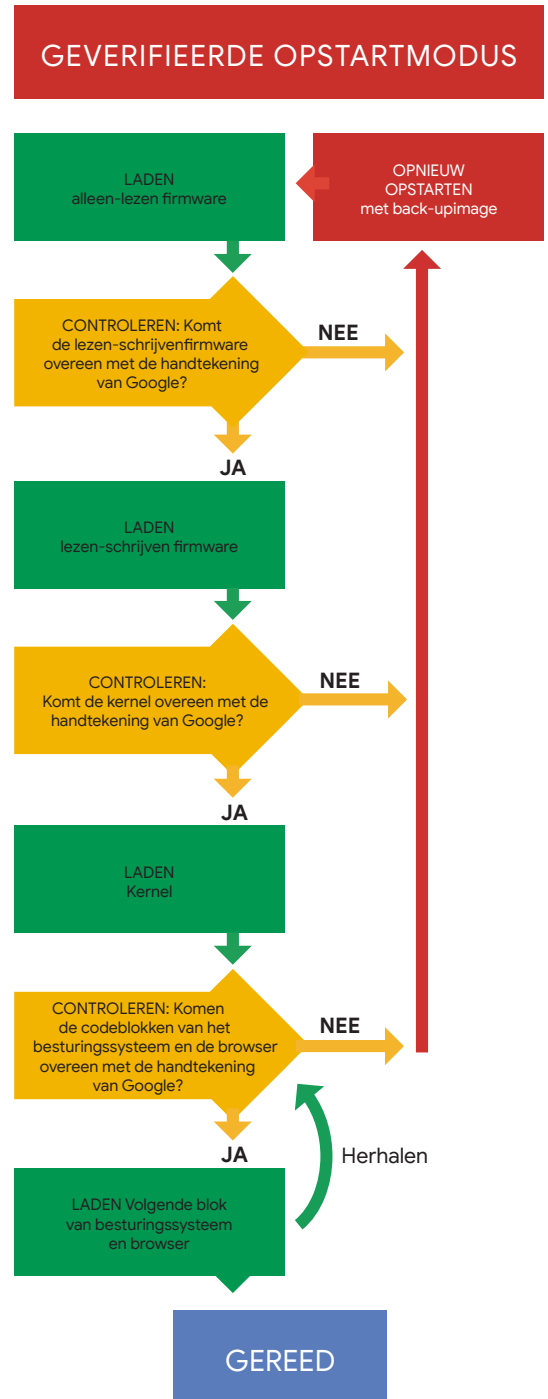 GEVERIFIEERDE OPSTARTMODUS
LADEN
alleen-lezen firmware
OPNIEUW
OPSTARTEN
met back-upimage
CONTROLEREN: Komt
de lezen-schrijvenfirmware
overeen met de handtekening
van Google?
NEE
JA
LADEN
lezen-schrijven firmware
CONTROLEREN:
Komt de kernel overeen met de
handtekening van Google?
NEE
JA
LADEN
Kernel
CONTROLEREN: Komen
de codeblokken van het
besturingssysteem en de browser
overeen met de handtekening
van Google?
NEE
JA
Herhalen
LADEN Volgende blok
van besturingssysteem
en browser
GEREED